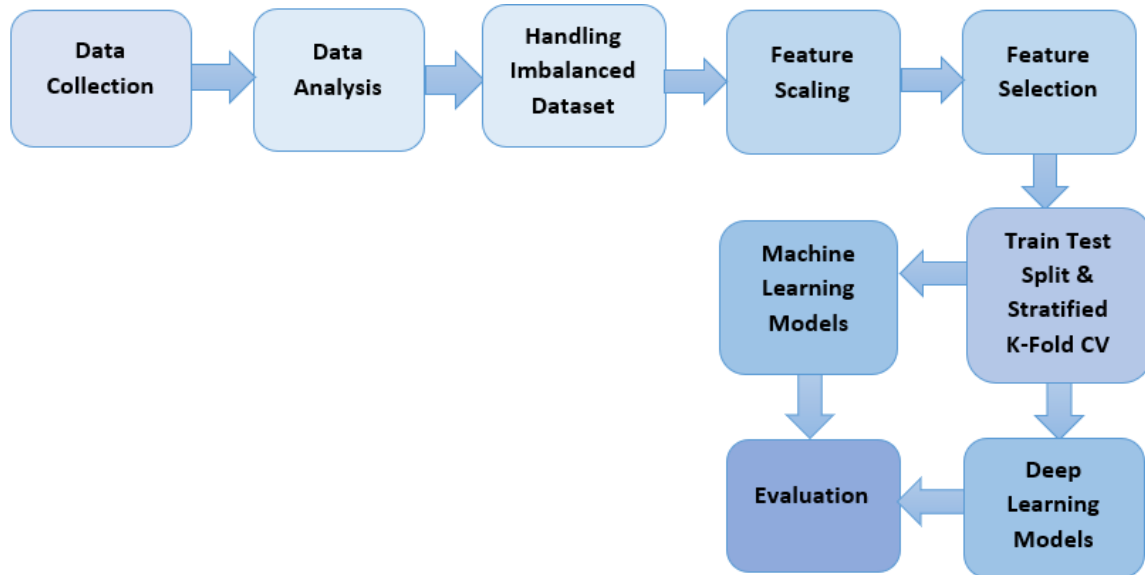 Data
Collection
Data
Analysis
Handling
Imbalanced
Dataset
Feature
Scaling
Feature
Selection
Train Test
Split &
Stratified
K-Fold CV
Machine
Learning
Models
Deep
Learning
Models
Evaluation